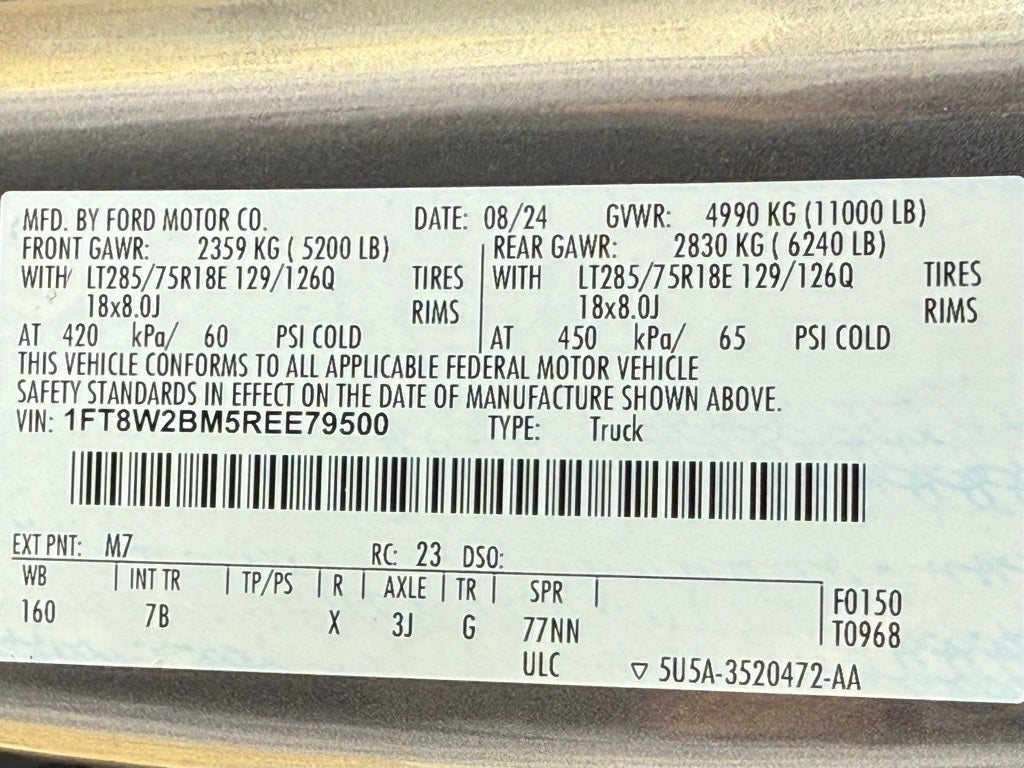 MFD. BY FORD MOTOR CO. DATE: 08/24 GVWR: 4990 KG (11000 LB)
FRONT GAWR: 2359 KG ( 5200 LB) REAR GAWR: 2830 KG ( 6240 LB)
WITH LT285/75R18E 129/126Q TIRES WITH LT285/75R18E 129/126Q TIRES
18x8.0J RIMS 18x8.0J RIMS
AT 420 kPa/ 60 PSI COLD AT 450 kPa/ 65 PSI COLD
THIS VEHICLE CONFORMS TO ALL APPLICABLE FEDERAL MOTOR VEHICLE
SAFETY STANDARDS IN EFFECT ON THE DATE OF MANUFACTURE SHOWN ABOVE.
VIN: 1FT8W2BM5REE79500 TYPE: Truck
EXT PNT: M7 RC: 23 DSO:
WB INT TR TP/PS R AXLE TR SPR
160 7B X 3J G 77NN
ULC
F0150
T0968
▽ 5U5A-3520472-AA